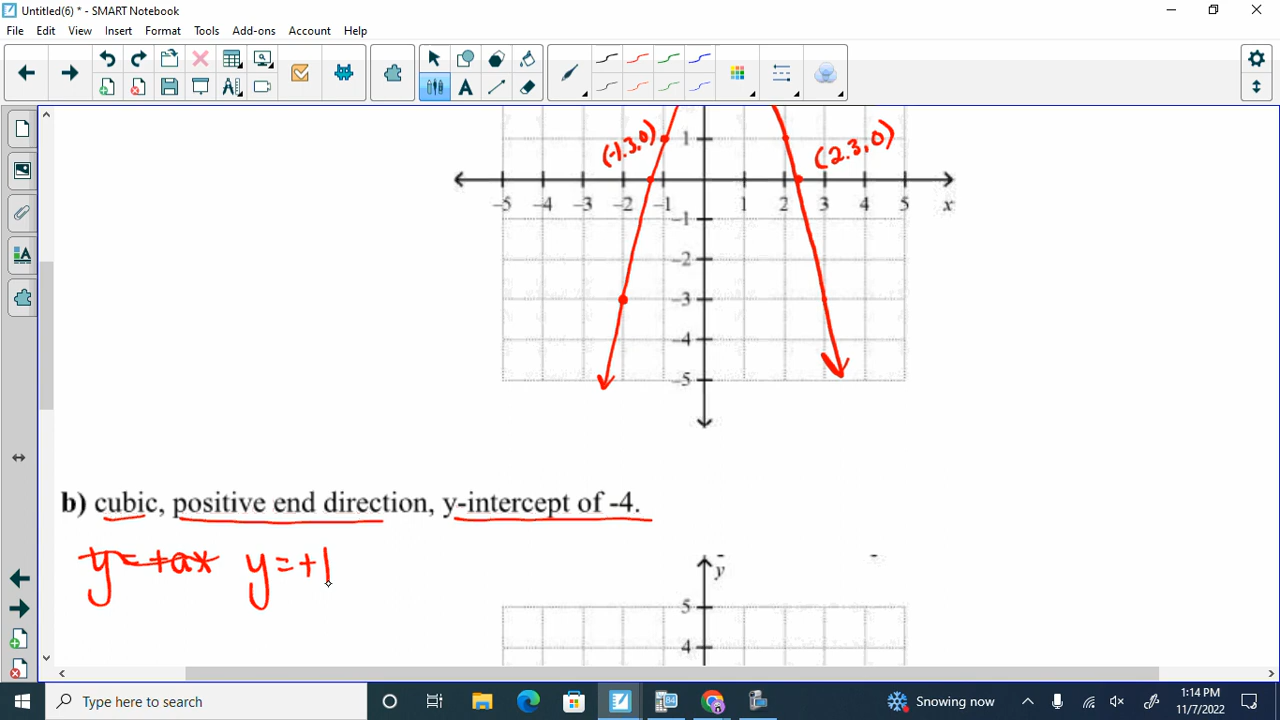 Untitled(6) * - SMART Notebook
File Edit View Insert Format Tools Add-ons Account Help
(-1.3,0)
1
(2.3,0)
-5 -4 -3 -2 -1 1 2 3 4 5 x
-1
-2
-3
-4
-5
b) cubic, positive end direction, y-intercept of -4.
y=+ax y=+1
y
5
4
Type here to search
84
Snowing now
1:14 PM
11/7/2022